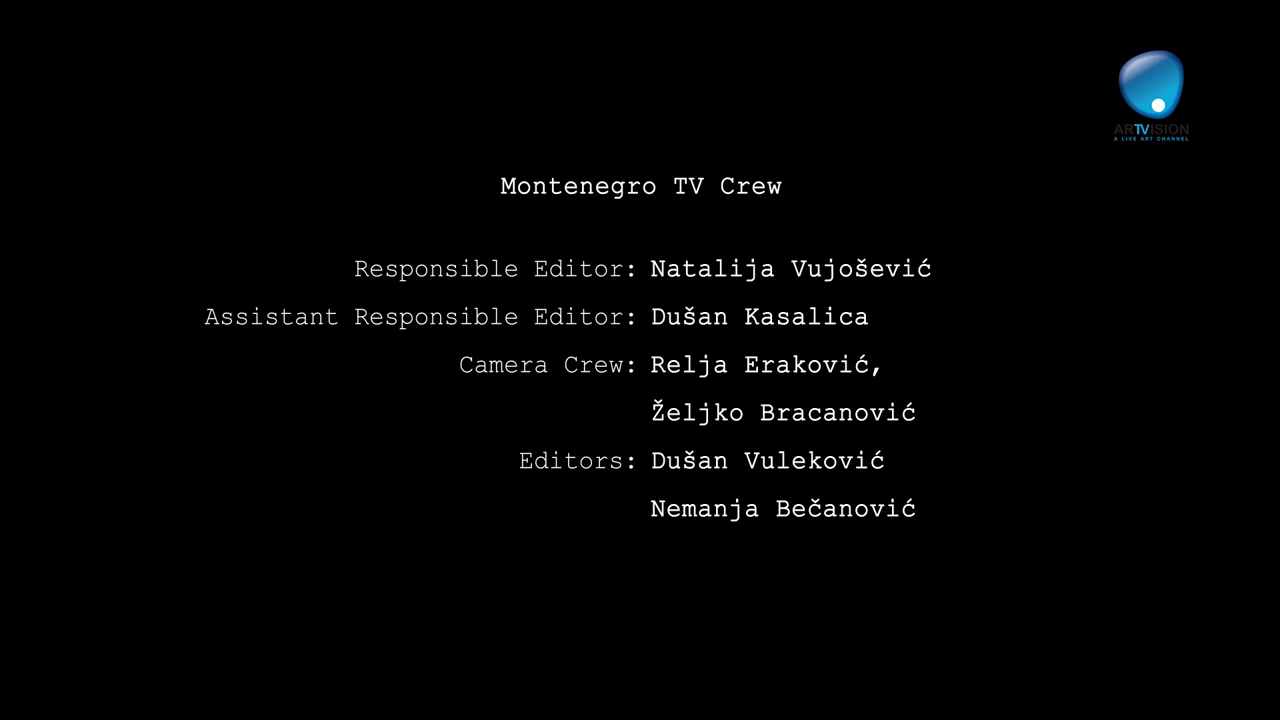 ARTVISION
A LIVE ART CHANNEL
Montenegro TV Crew
Responsible Editor: Natalija Vujošević
Assistant Responsible Editor: Dušan Kasalica
Camera Crew: Relja Eraković,
Željko Bracanović
Editors: Dušan Vuleković
Nemanja Bečanović